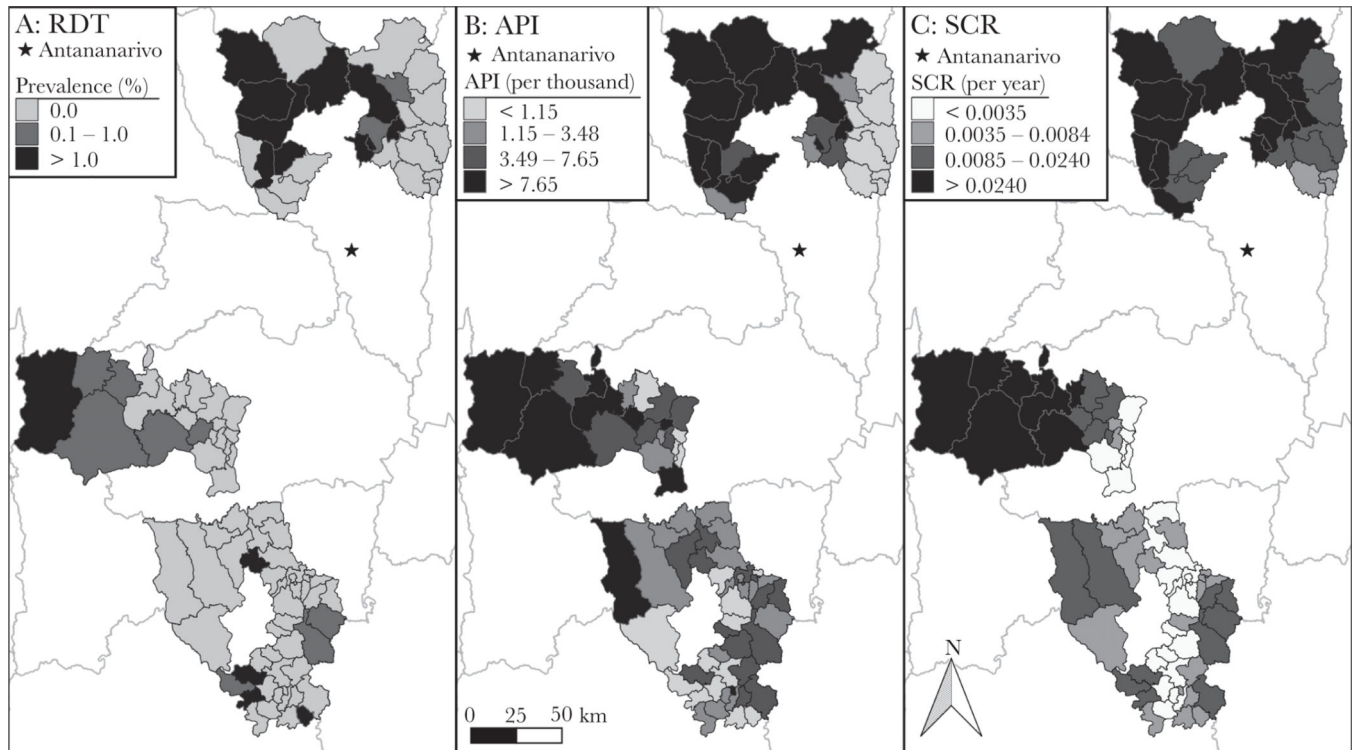 A: RDT
★ Antananarivo
Prevalence (%)
0.0
0.1 – 1.0
> 1.0
B: API
★ Antananarivo
API (per thousand)
< 1.15
1.15 – 3.48
3.49 – 7.65
> 7.65
0 25 50 km
C: SCR
★ Antananarivo
SCR (per year)
< 0.0035
0.0035 – 0.0084
0.0085 – 0.0240
> 0.0240
N